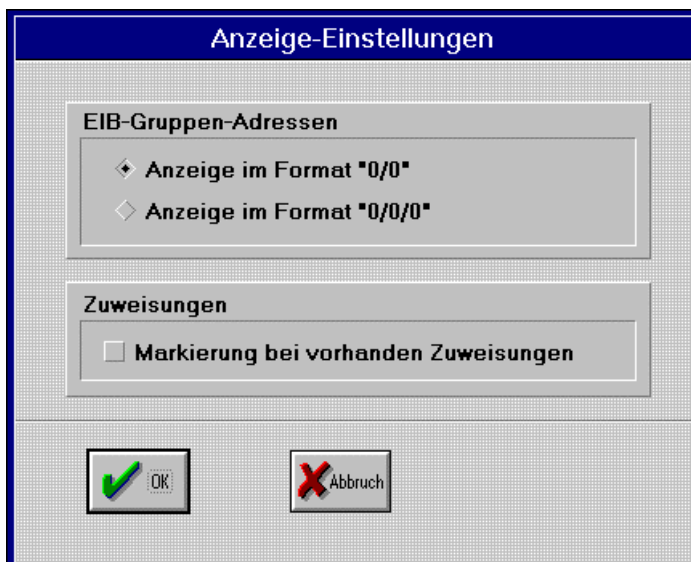 Anzeige-Einstellungen
EIB-Gruppen-Adressen
Anzeige im Format "0/0"
Anzeige im Format "0/0/0"
Zuweisungen
Markierung bei vorhanden Zuweisungen
OK
Abbruch